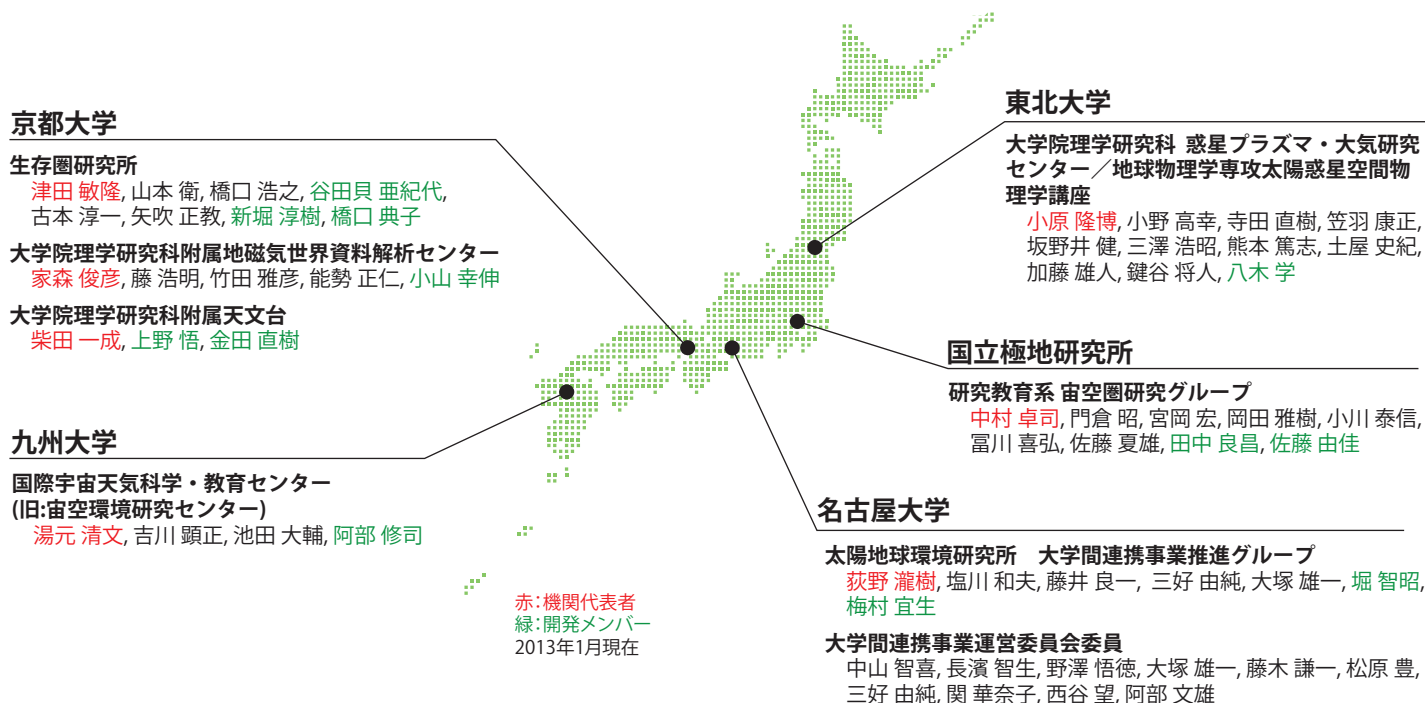 京都大学
生存圏研究所
津田 敏隆, 山本 衛, 橋口 浩之, 谷田貝 亜紀代,
古本 淳一, 矢吹 正教, 新堀 淳樹, 橋口 典子
大学院理学研究科附属地磁気世界資料解析センター
家森 俊彦, 藤 浩明, 竹田 雅彦, 能勢 正仁, 小山 幸伸
大学院理学研究科附属天文台
柴田 一成, 上野 悟, 金田 直樹
九州大学
国際宇宙天気科学・教育センター
(旧:宙空環境研究センター)
湯元 清文, 吉川 顕正, 池田 大輔, 阿部 修司
赤：機関代表者
緑：開発メンバー
2013年1月現在
東北大学
大学院理学研究科 惑星プラズマ・大気研究
センター／地球物理学専攻太陽惑星空間物
理学講座
小原 隆博, 小野 高幸, 寺田 直樹, 笠羽 康正,
坂野井 健, 三澤 浩昭, 熊本 篤志, 土屋 史紀,
加藤 雄人, 鍵谷 将人, 八木 学
国立極地研究所
研究教育系 宙空圏研究グループ
中村 卓司, 門倉 昭, 宮岡 宏, 岡田 雅樹, 小川 泰信,
冨川 喜弘, 佐藤 夏雄, 田中 良昌, 佐藤 由佳
名古屋大学
太陽地球環境研究所　大学間連携事業推進グループ
荻野 瀧樹, 塩川 和夫, 藤井 良一, 三好 由純, 大塚 雄一, 堀 智昭,
梅村 宜生
大学間連携事業運営委員会委員
中山 智喜, 長濱 智生, 野澤 悟徳, 大塚 雄一, 藤木 謙一, 松原 豊,
三好 由純, 関 華奈子, 西谷 望, 阿部 文雄